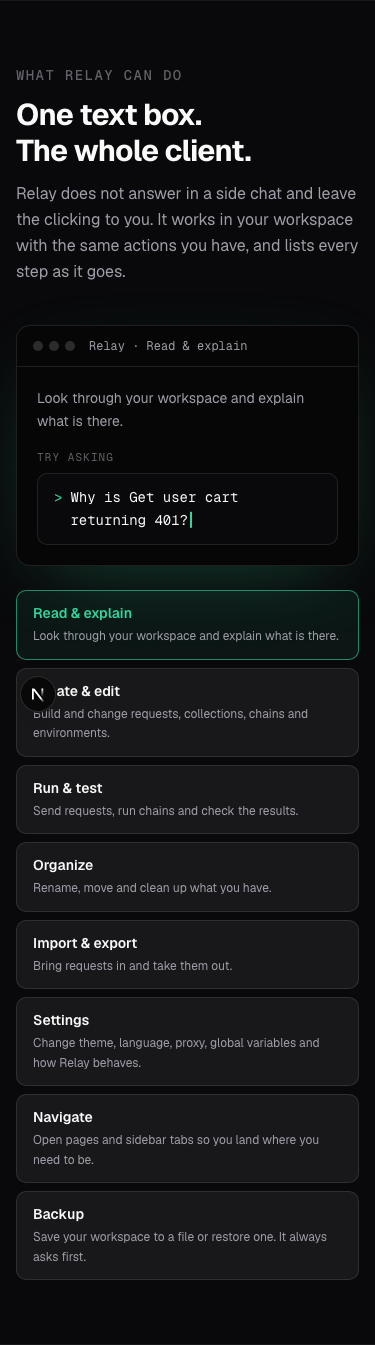 WHAT RELAY CAN DO
One text box.
The whole client.
Relay does not answer in a side chat and leave
the clicking to you. It works in your workspace
with the same actions you have, and lists every
step as it goes.
Relay · Read & explain
Look through your workspace and explain
what is there.
TRY ASKING
> Why is Get user cart
returning 401?
Read & explain
Look through your workspace and explain what is there.
N
ate & edit
Build and change requests, collections, chains and
environments.
Run & test
Send requests, run chains and check the results.
Organize
Rename, move and clean up what you have.
Import & export
Bring requests in and take them out.
Settings
Change theme, language, proxy, global variables and
how Relay behaves.
Navigate
Open pages and sidebar tabs so you land where you
need to be.
Backup
Save your workspace to a file or restore one. It always
asks first.